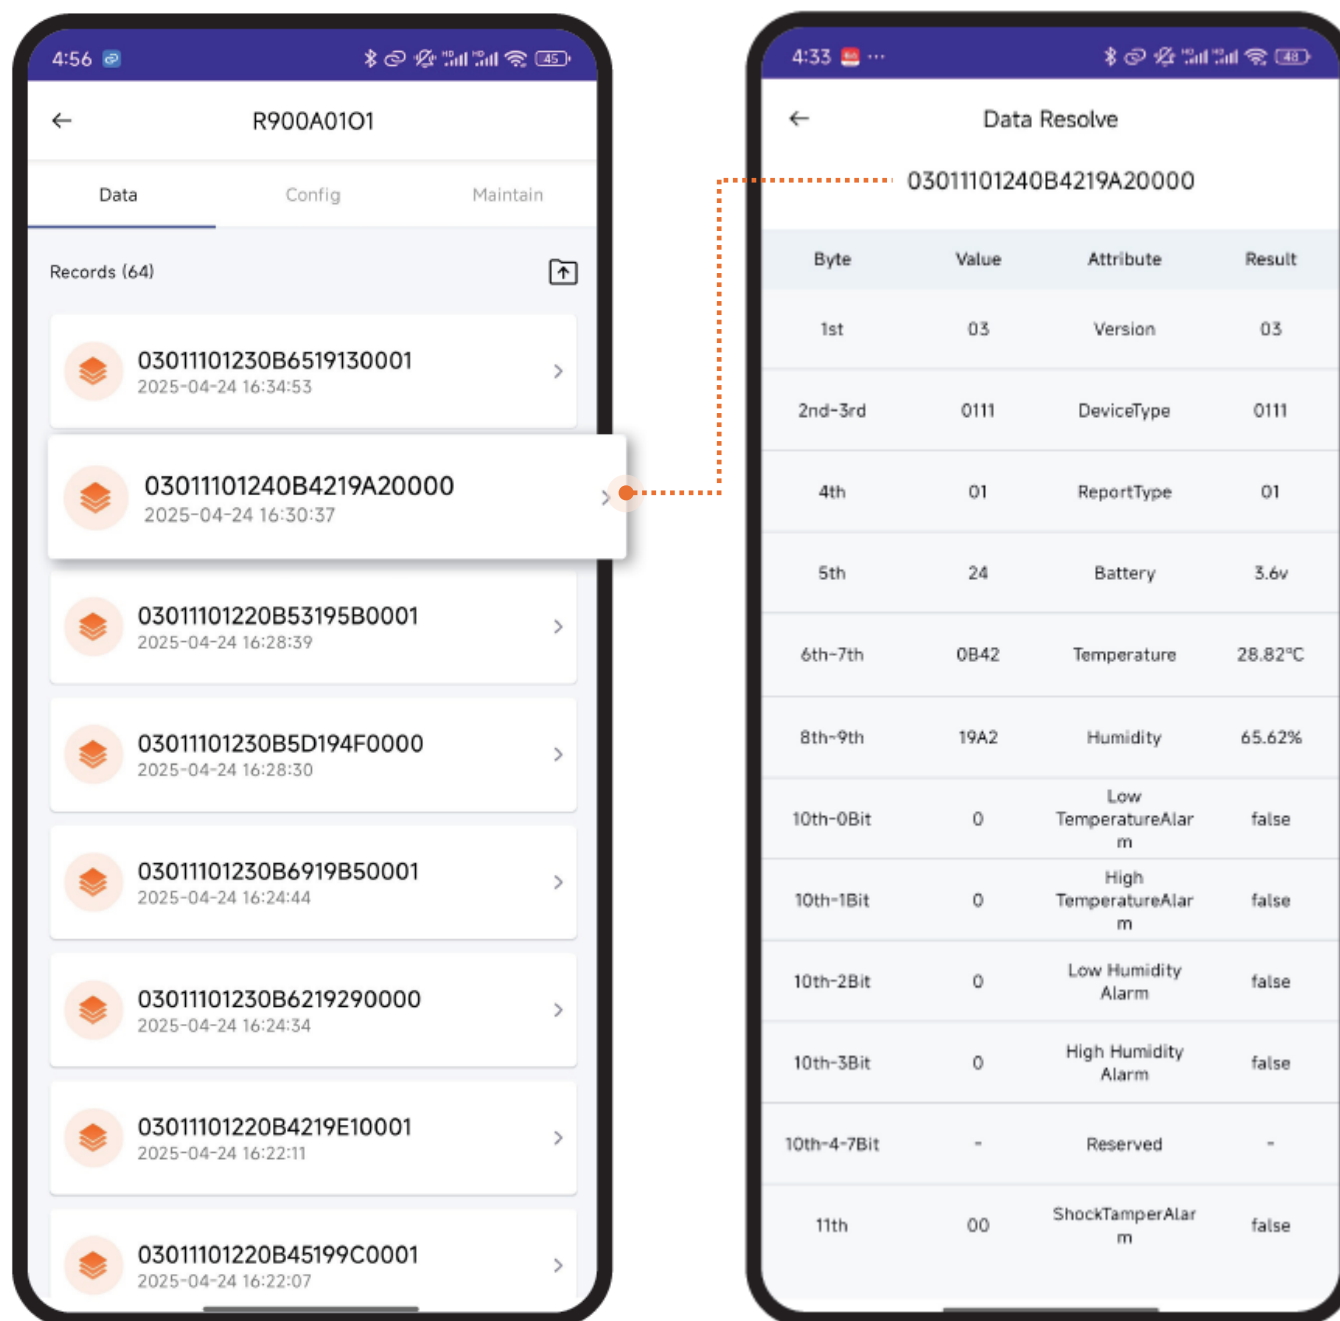 4:56
45
R900A01O1
Data
Config
Maintain
Records (64)
03011101230B6519130001
2025-04-24 16:34:53
03011101240B4219A20000
2025-04-24 16:30:37
03011101220B53195B0001
2025-04-24 16:28:39
03011101230B5D194F0000
2025-04-24 16:28:30
03011101230B6919B50001
2025-04-24 16:24:44
03011101230B6219290000
2025-04-24 16:24:34
03011101220B4219E10001
2025-04-24 16:22:11
03011101220B45199C0001
2025-04-24 16:22:07
4:33 ...
48
Data Resolve
03011101240B4219A20000
Byte Value Attribute Result
1st 03 Version 03
2nd-3rd 0111 DeviceType 0111
4th 01 ReportType 01
5th 24 Battery 3.6v
6th-7th 0B42 Temperature 28.82°C
8th-9th 19A2 Humidity 65.62%
Low
10th-0Bit 0 TemperatureAlar false
m
High
10th-1Bit 0 TemperatureAlar false
m
10th-2Bit 0 Low Humidity false
Alarm
10th-3Bit 0 High Humidity false
Alarm
10th-4-7Bit - Reserved -
11th 00 ShockTamperAlar false
m